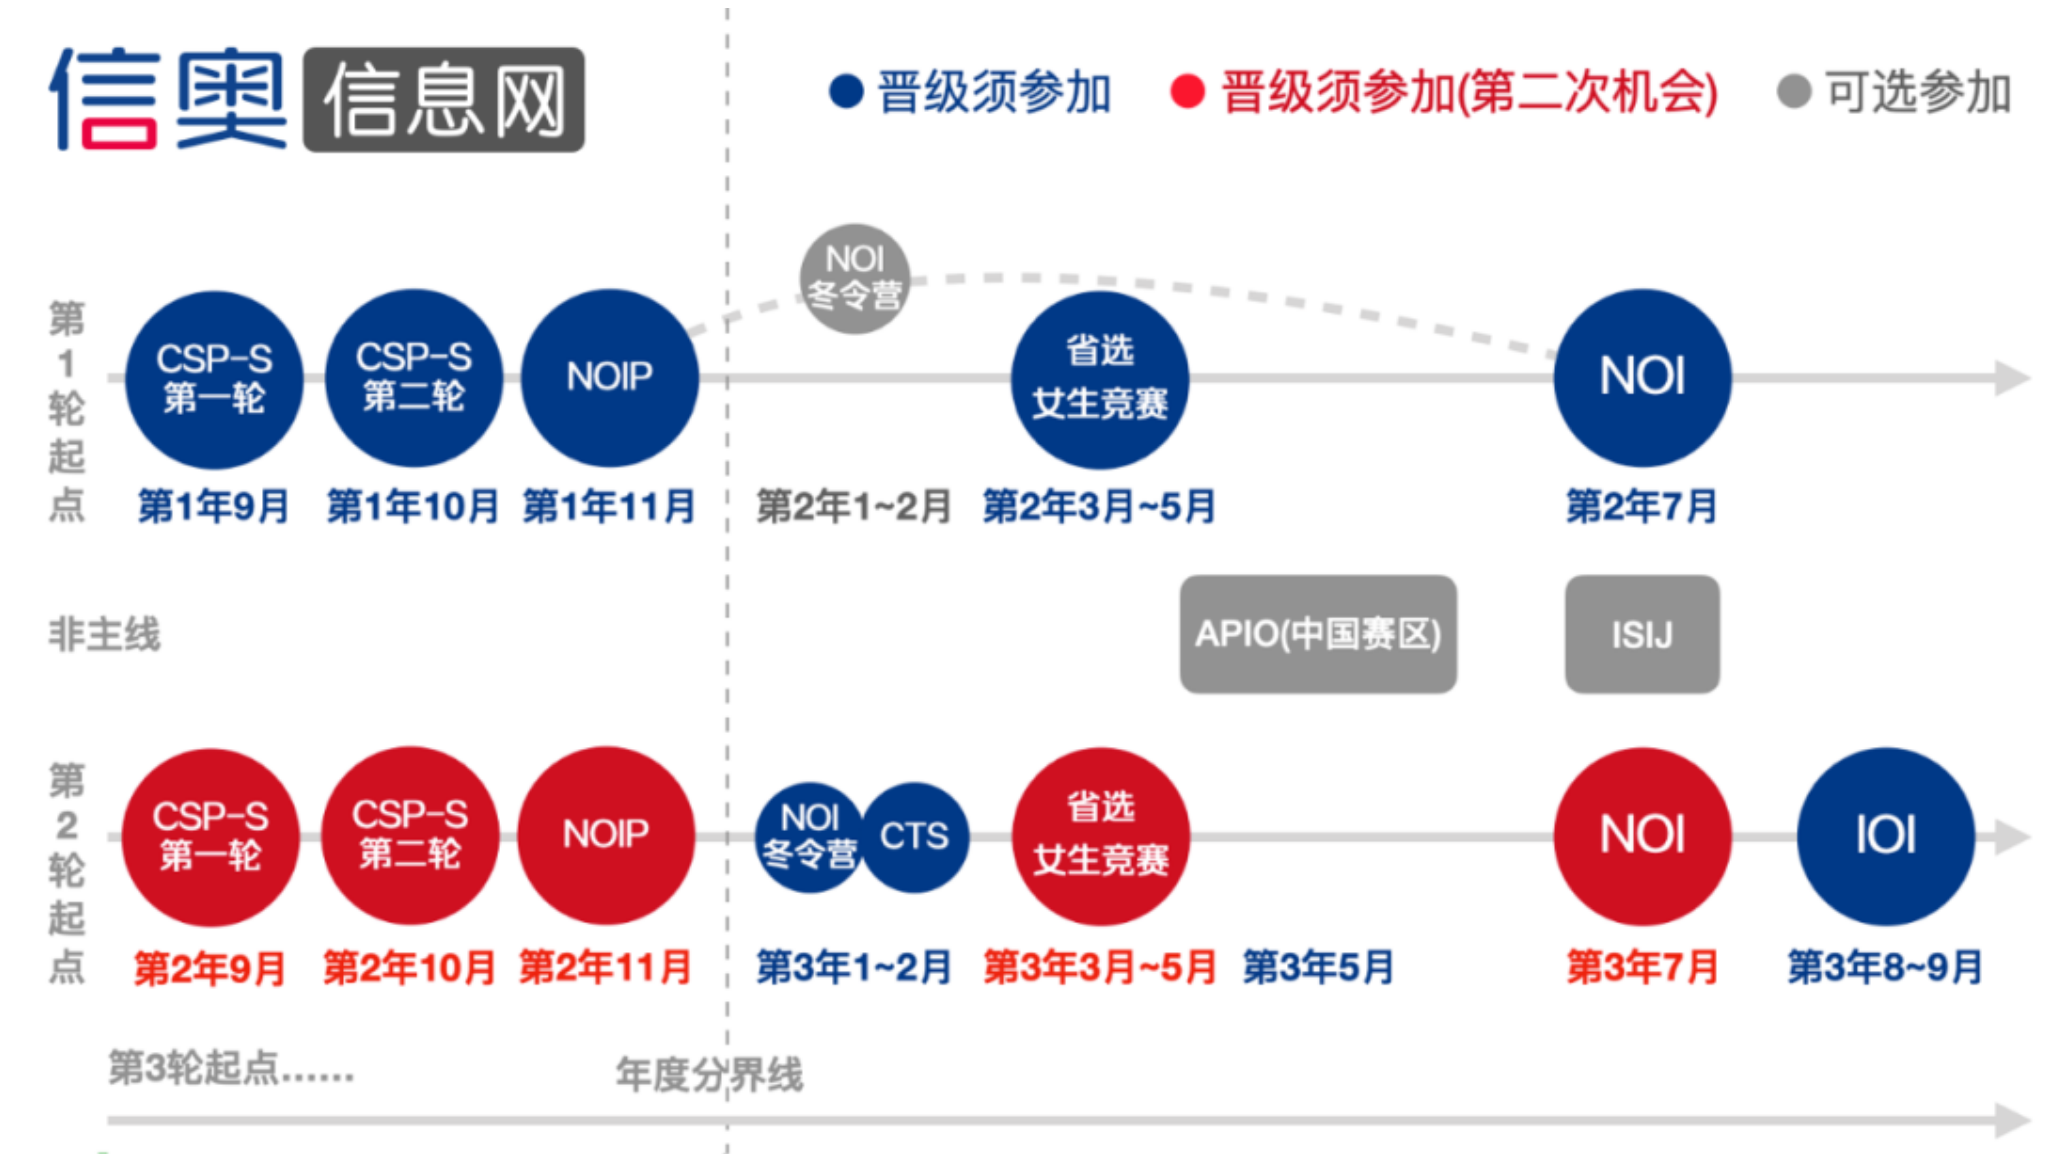 信奥 信息网
晋级须参加
晋级须参加(第二次机会)
可选参加
第1轮起点
CSP-S
第一轮
CSP-S
第二轮
NOIP
NOI
冬令营
省选
女生竞赛
NOI
第1年9月
第1年10月
第1年11月
第2年1~2月
第2年3月~5月
第2年7月
非主线
APIO(中国赛区)
ISIJ
第2轮起点
CSP-S
第一轮
CSP-S
第二轮
NOIP
NOI
冬令营
CTS
省选
女生竞赛
NOI
IOI
第2年9月
第2年10月
第2年11月
第3年1~2月
第3年3月~5月
第3年5月
第3年7月
第3年8~9月
第3轮起点......
年度分界线